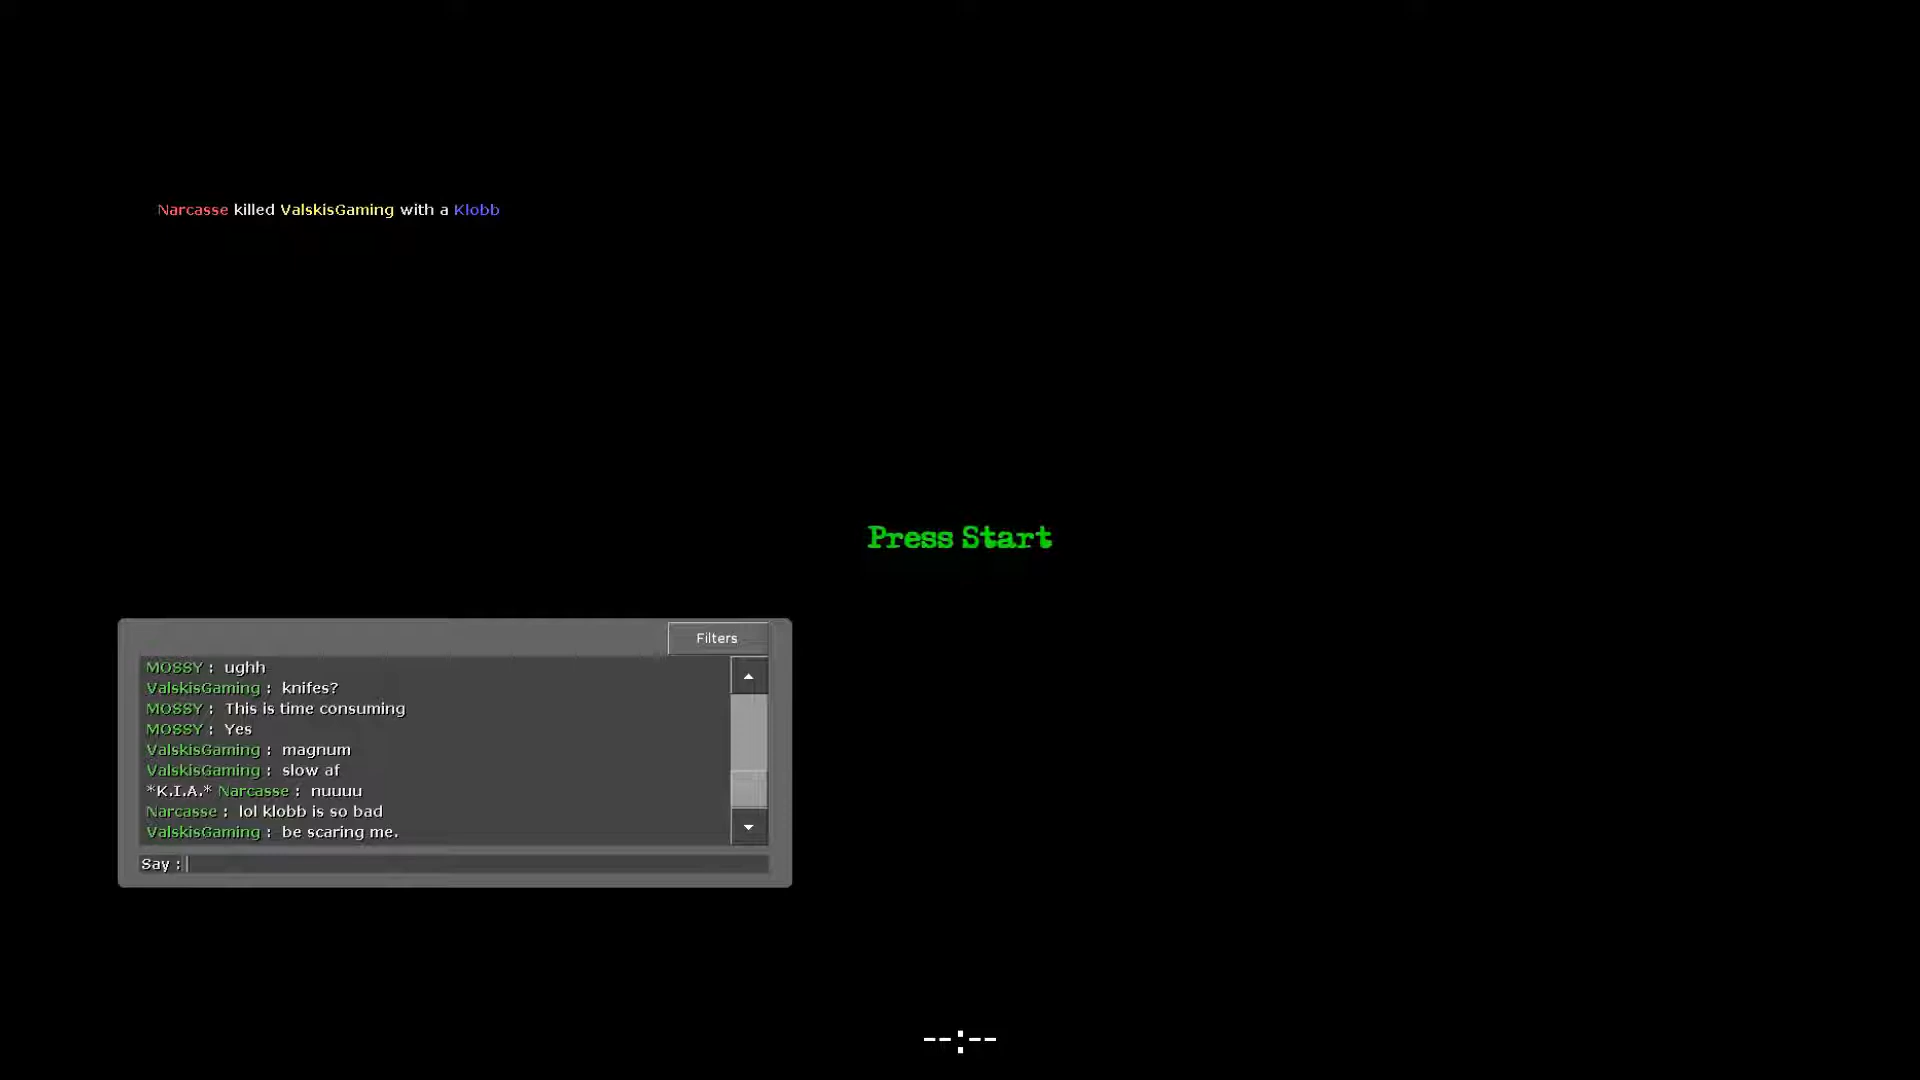 Narcasse killed ValskisGaming with a Klobb
Press Start
Filters
MOSSY : ughh
ValskisGaming : knifes?
MOSSY : This is time consuming
MOSSY : Yes
ValskisGaming : magnum
ValskisGaming : slow af
*K.I.A.* Narcasse : nuuuu
Narcasse : lol klobb is so bad
ValskisGaming : be scaring me.
Say :
--:--